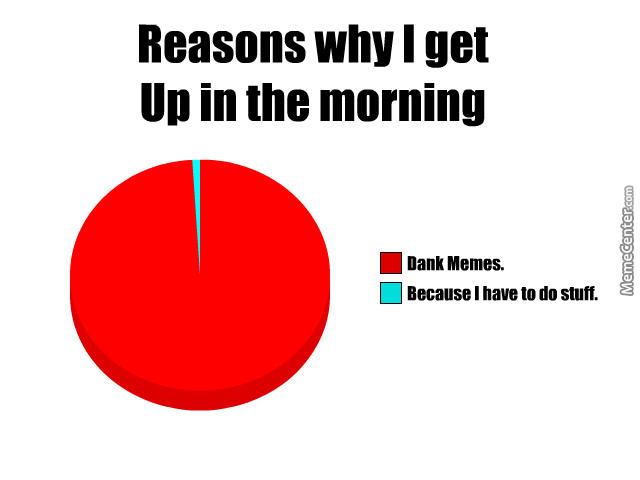 Reasons why I get
Up in the morning
Dank Memes.
Because I have to do stuff.
MemeCenter.com